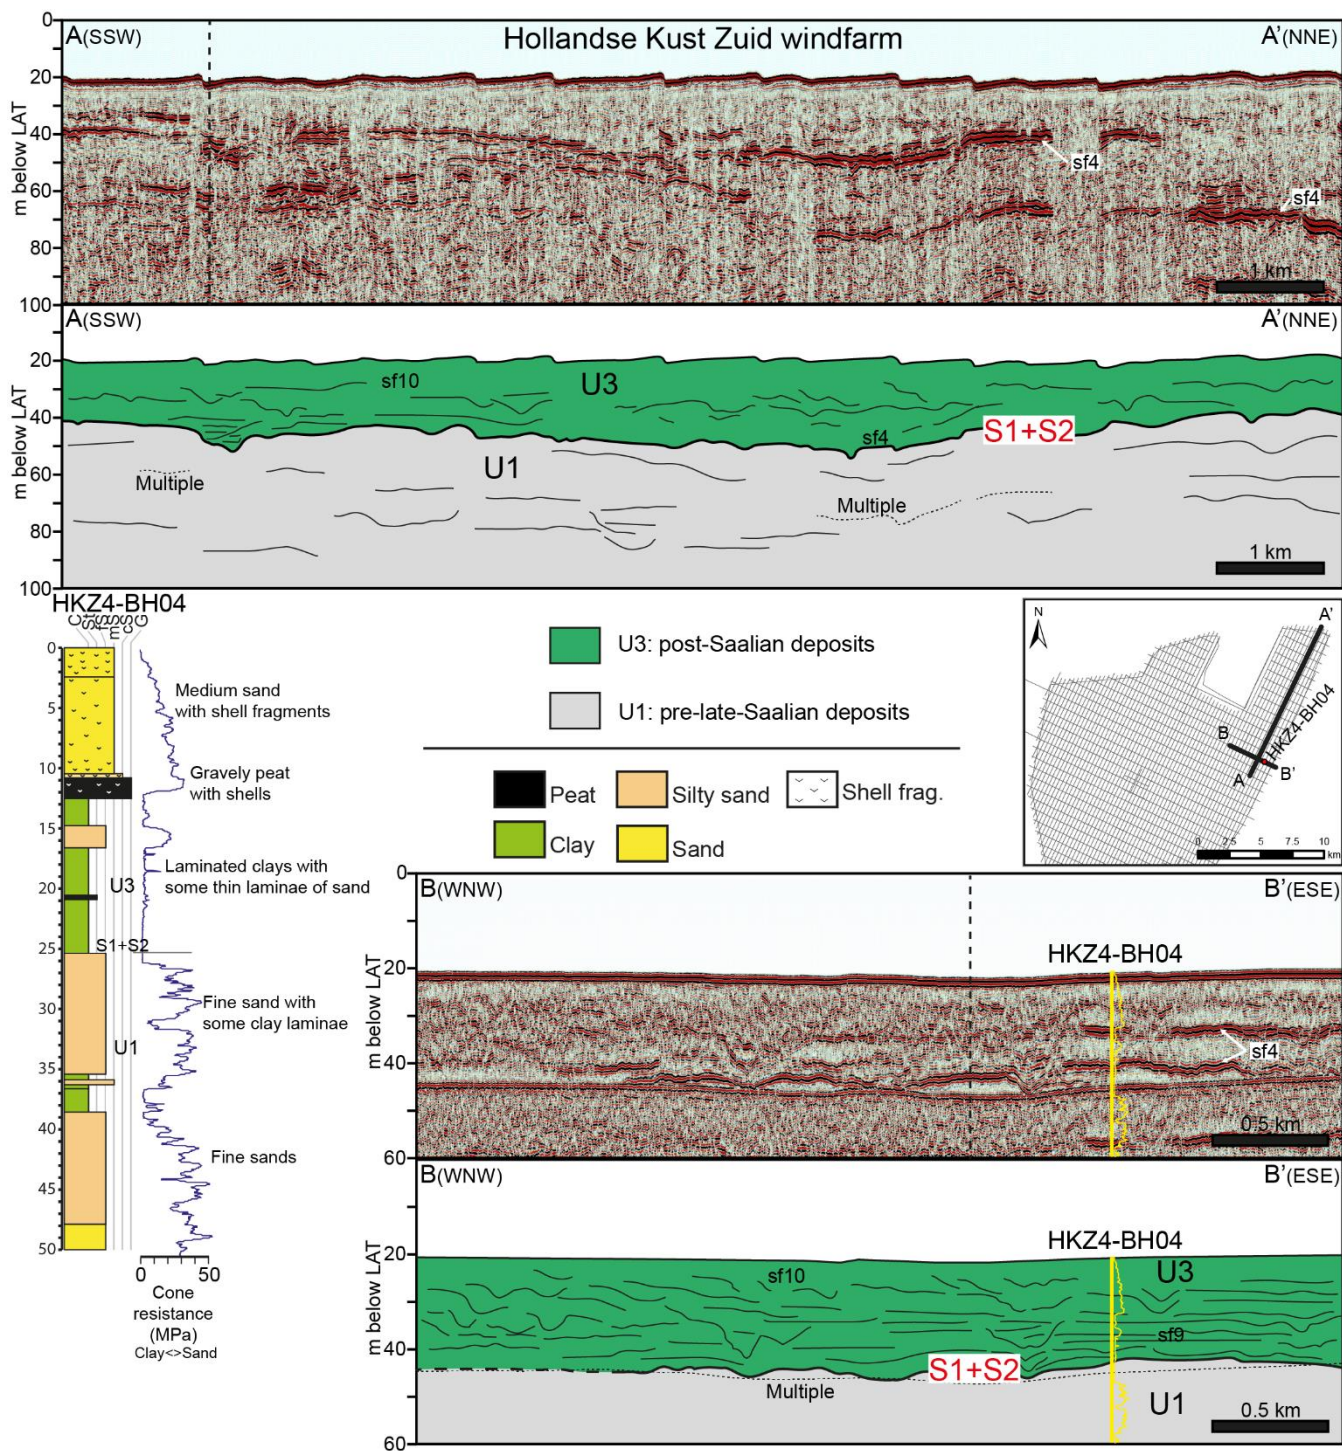 A(SSW)
Hollandse Kust Zuid windfarm
A'(NNE)
0
20
40
60
80
100
m below LAT
sf4
sf4
1 km
A(SSW)
A'(NNE)
20
40
60
80
100
m below LAT
sf10
U3
sf4
S1+S2
U1
Multiple
Multiple
1 km
HKZ4-BH04
C
St
fS
mS
cS
G
0
5
10
15
20
25
30
35
40
45
50
Medium sand
with shell fragments
Gravely peat
with shells
Laminated clays with
some thin laminae of sand
U3
S1+S2
Fine sand with
some clay laminae
U1
Fine sands
0
50
Cone
resistance
(MPa)
Clay<>Sand
U3: post-Saalian deposits
U1: pre-late-Saalian deposits
Peat
Silty sand
Shell frag.
Clay
Sand
N
A'
B
HKZ4-BH04
A
B'
0
2.5
5
7.5
10
km
B(WNW)
B'(ESE)
0
20
40
60
m below LAT
HKZ4-BH04
sf4
0.5 km
B(WNW)
B'(ESE)
20
40
60
m below LAT
HKZ4-BH04
sf10
U3
sf9
S1+S2
Multiple
U1
0.5 km